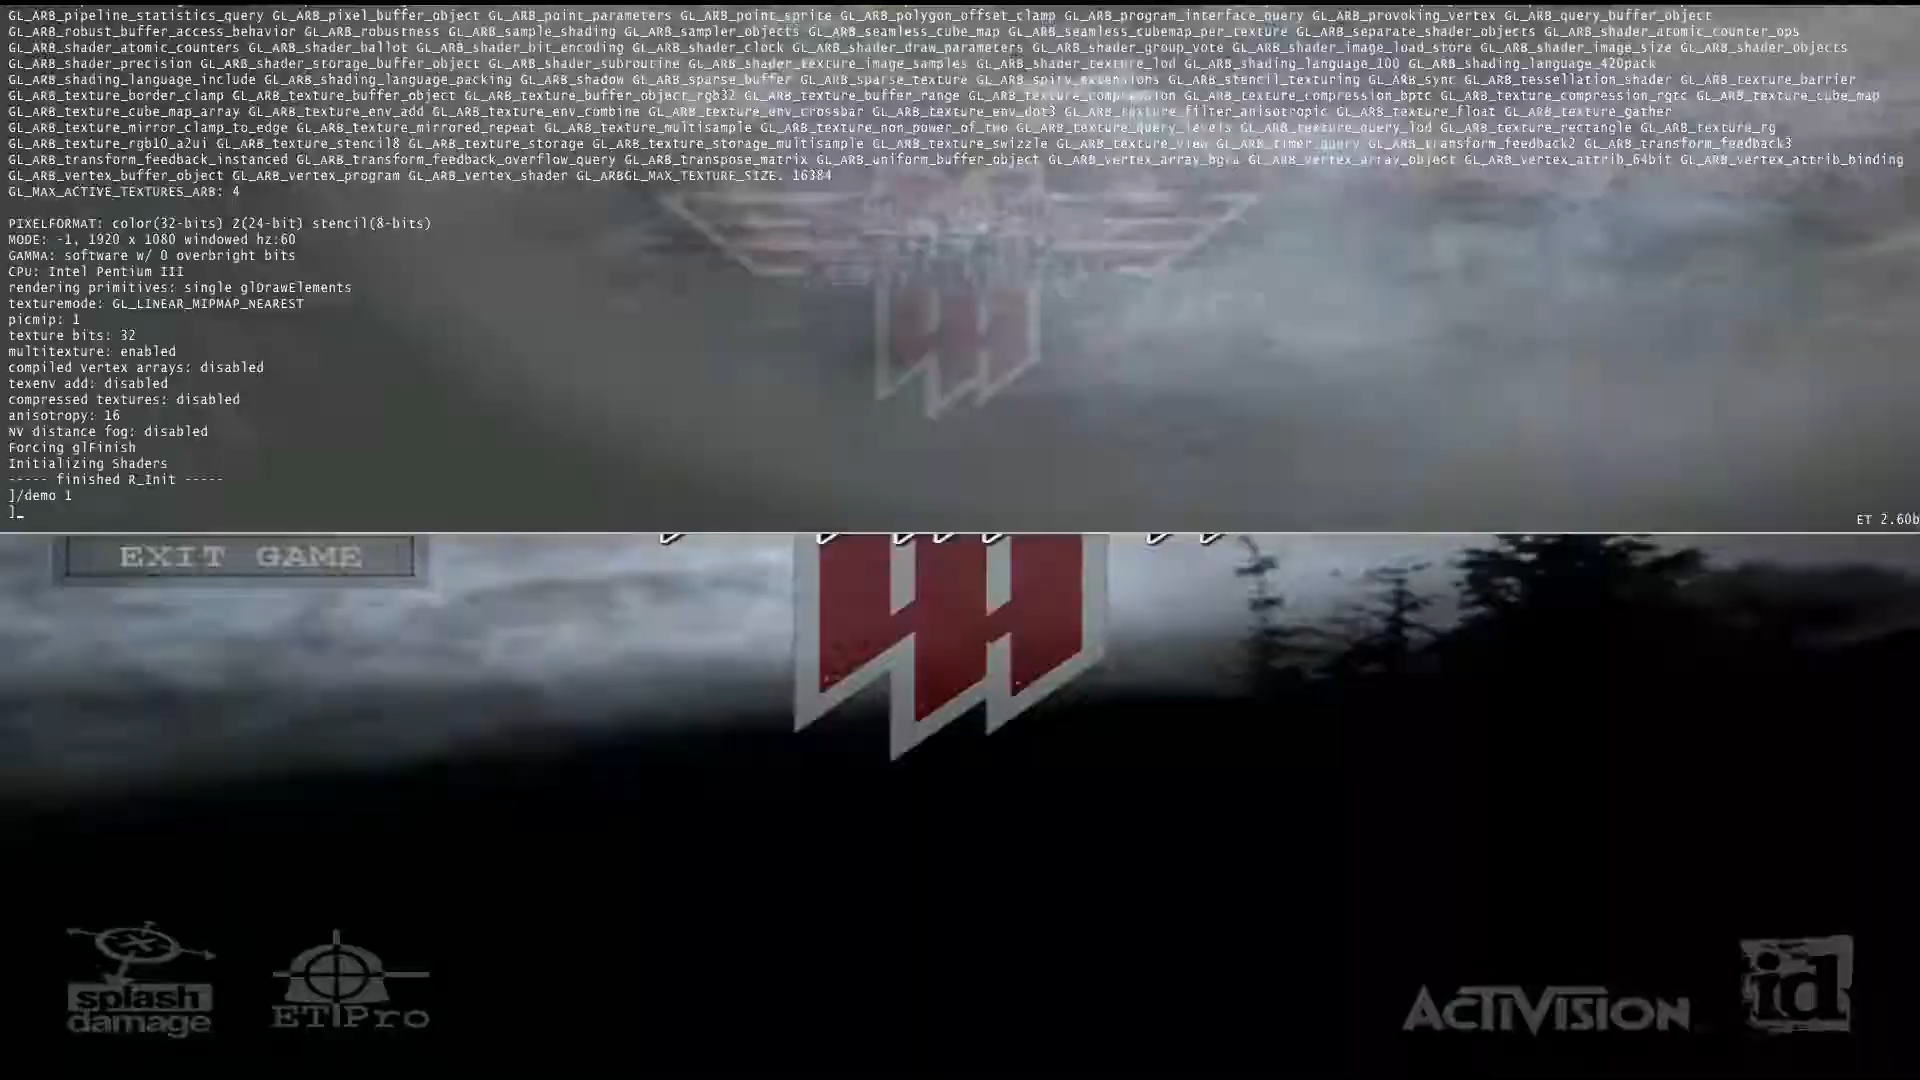 GL_ARB_pipeline_statistics_query GL_ARB_pixel_buffer_object GL_ARB_point_parameters GL_ARB_point_sprite GL_ARB_polygon_offset_clamp GL_ARB_program_interface_query GL_ARB_provoking_vertex GL_ARB_query_buffer_object
GL_ARB_robust_buffer_access_behavior GL_ARB_robustness GL_ARB_sample_shading GL_ARB_sampler_objects GL_ARB_seamless_cube_map GL_ARB_seamless_cubemap_per_texture GL_ARB_separate_shader_objects GL_ARB_shader_atomic_counter_ops
GL_ARB_shader_atomic_counters GL_ARB_shader_ballot GL_ARB_shader_bit_encoding GL_ARB_shader_clock GL_ARB_shader_draw_parameters GL_ARB_shader_group_vote GL_ARB_shader_image_load_store GL_ARB_shader_image_size GL_ARB_shader_objects
GL_ARB_shader_precision GL_ARB_shader_storage_buffer_object GL_ARB_shader_subroutine GL_ARB_shader_texture_image_samples GL_ARB_shader_texture_lod GL_ARB_shading_language_100 GL_ARB_shading_language_420pack
GL_ARB_shading_language_include GL_ARB_shading_language_packing GL_ARB_shadow GL_ARB_sparse_buffer GL_ARB_sparse_texture GL_ARB_spirv_extensions GL_ARB_stencil_texturing GL_ARB_sync GL_ARB_tessellation_shader GL_ARB_texture_barrier
GL_ARB_texture_border_clamp GL_ARB_texture_buffer_object GL_ARB_texture_buffer_object_rgb32 GL_ARB_texture_buffer_range GL_ARB_texture_compression GL_ARB_texture_compression_bptc GL_ARB_texture_compression_rgtc GL_ARB_texture_cube_map
GL_ARB_texture_cube_map_array GL_ARB_texture_env_add GL_ARB_texture_env_combine GL_ARB_texture_env_crossbar GL_ARB_texture_env_dot3 GL_ARB_texture_filter_anisotropic GL_ARB_texture_float GL_ARB_texture_gather
GL_ARB_texture_mirror_clamp_to_edge GL_ARB_texture_mirrored_repeat GL_ARB_texture_multisample GL_ARB_texture_non_power_of_two GL_ARB_texture_query_levels GL_ARB_texture_query_lod GL_ARB_texture_rectangle GL_ARB_texture_rg
GL_ARB_texture_rgb10_a2ui GL_ARB_texture_stencil8 GL_ARB_texture_storage GL_ARB_texture_storage_multisample GL_ARB_texture_swizzle GL_ARB_texture_view GL_ARB_timer_query GL_ARB_transform_feedback2 GL_ARB_transform_feedback3
GL_ARB_transform_feedback_instanced GL_ARB_transform_feedback_overflow_query GL_ARB_transpose_matrix GL_ARB_uniform_buffer_object GL_ARB_vertex_array_bgra GL_ARB_vertex_array_object GL_ARB_vertex_attrib_64bit GL_ARB_vertex_attrib_binding
GL_ARB_vertex_buffer_object GL_ARB_vertex_program GL_ARB_vertex_shader GL_ARBGL_MAX_TEXTURE_SIZE: 16384
GL_MAX_ACTIVE_TEXTURES_ARB: 4
PIXELFORMAT: color(32-bits) Z(24-bit) stencil(8-bits)
MODE: -1, 1920 x 1080 windowed hz:60
GAMMA: software w/ 0 overbright bits
CPU: Intel Pentium III
rendering primitives: single glDrawElements
texturemode: GL_LINEAR_MIPMAP_NEAREST
picmip: 1
texture bits: 32
multitexture: enabled
compiled vertex arrays: disabled
texenv add: disabled
compressed textures: disabled
anisotropy: 16
NV distance fog: disabled
Forcing glFinish
Initializing Shaders
----- finished R_Init -----
]/demo 1
]_
ET 2.60b
EXIT GAME
splash
damage
ETPro
ACTIVISION
id